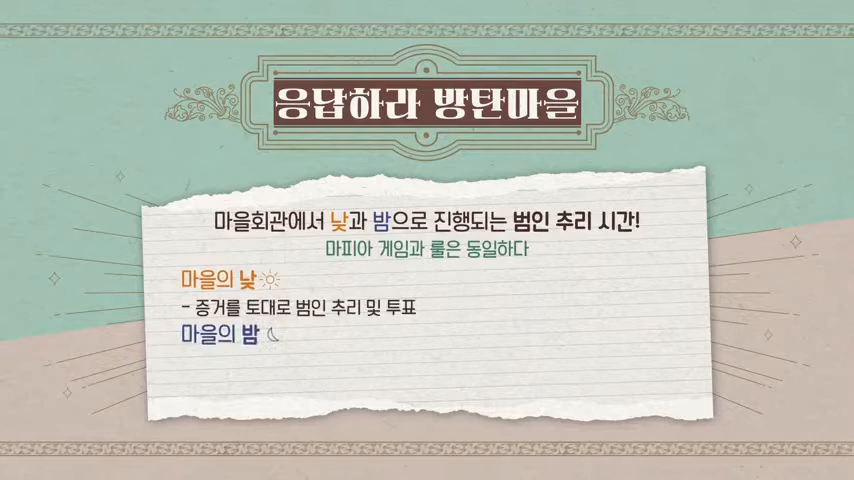 응답하라 방탄마을
마을회관에서 낮과 밤으로 진행되는 범인 추리 시간!
마피아 게임과 룰은 동일하다
마을의 낮
- 증거를 토대로 범인 추리 및 투표
마을의 밤